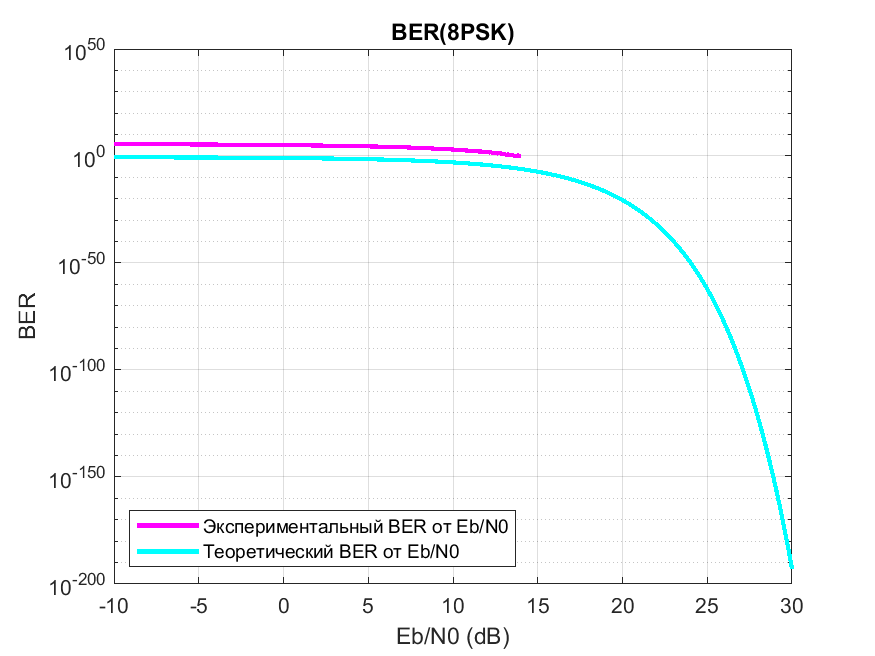 BER(8PSK)
10^50
10^0
10^-50
10^-100
10^-150
10^-200
BER
Экспериментальный BER от Eb/N0
Теоретический BER от Eb/N0
-10 -5 0 5 10 15 20 25 30
Eb/N0 (dB)